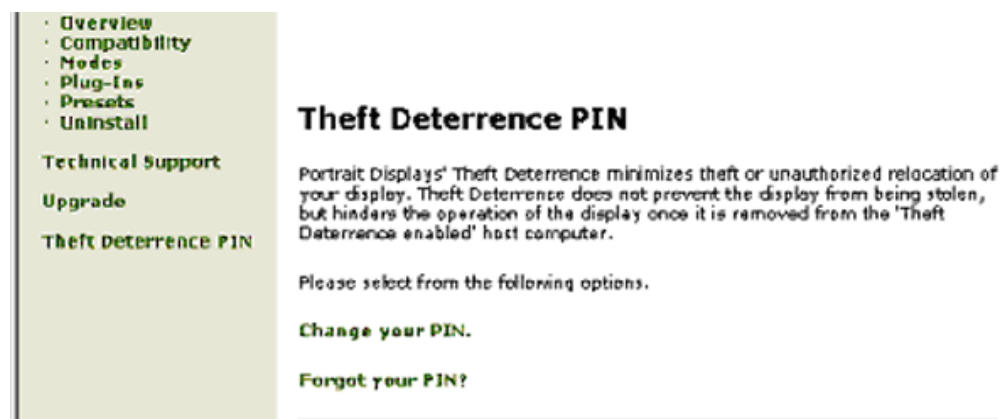 · Overview
· Compatibility
· Modes
· Plug-Ins
· Presets
· Uninstall
Technical Support
Upgrade
Theft Deterrence PIN
Theft Deterrence PIN
Portrait Displays' Theft Deterrence minimizes theft or unauthorized relocation of
your display. Theft Deterrence does not prevent the display from being stolen,
but hinders the operation of the display once it is removed from the 'Theft
Deterrence enabled' host computer.
Please select from the following options.
Change your PIN.
Forgot your PIN?